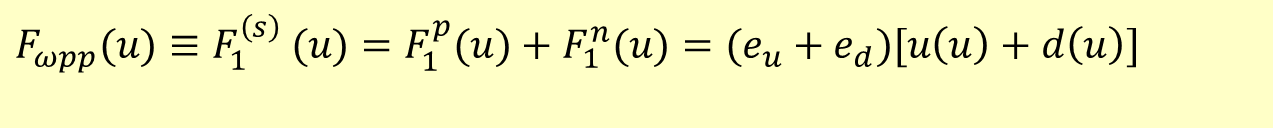 F_{ωpp}(u) ≡ F_1^{(s)} (u) = F_1^p(u) + F_1^n(u) = (e_u + e_d)[u(u) + d(u)]